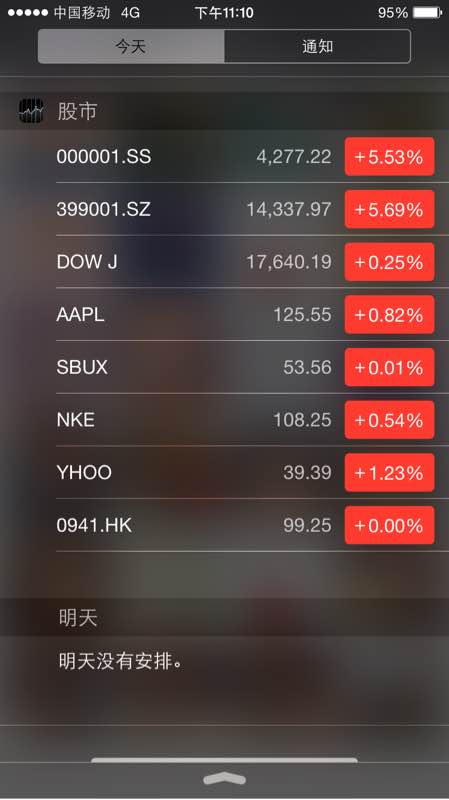 中国移动 4G 下午11:10 95%
今天 通知
股市
000001.SS 4,277.22 +5.53%
399001.SZ 14,337.97 +5.69%
DOW J 17,640.19 +0.25%
AAPL 125.55 +0.82%
SBUX 53.56 +0.01%
NKE 108.25 +0.54%
YHOO 39.39 +1.23%
0941.HK 99.25 +0.00%
明天
明天没有安排。